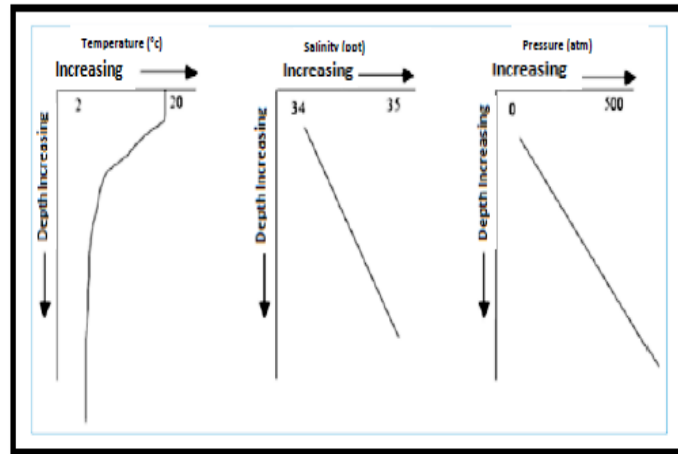 Temperature (°c)
Increasing
2
20
Depth Increasing
Salinity (ppt)
Increasing
34
35
Depth Increasing
Pressure (atm)
Increasing
0
500
Depth Increasing